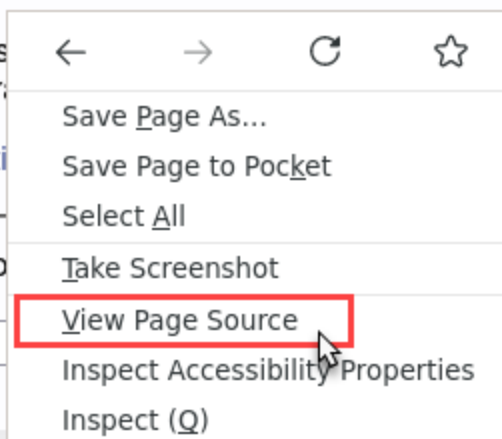 Save Page As...
Save Page to Pocket
Select All
Take Screenshot
View Page Source
Inspect Accessibility Properties
Inspect (Q)